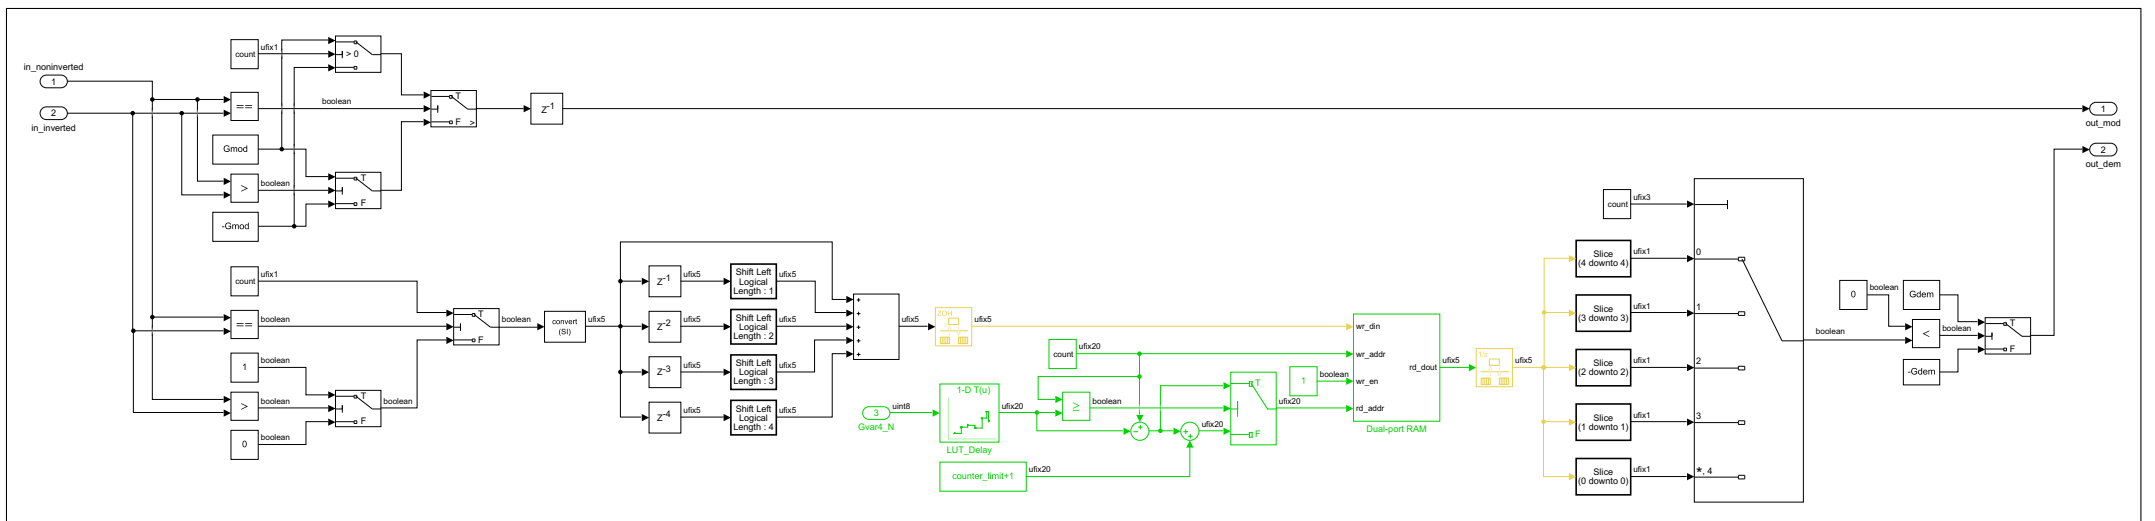 count
ufix1
> 0
in_noninverted
1
2
in_inverted
==
boolean
T
F
>
z-1
1
out_mod
Gmod
>
boolean
T
F
-Gmod
2
out_dem
count
ufix3
count
ufix1
==
boolean
T
F
boolean
convert
(SI)
ufix5
boolean
1
>
boolean
T
F
boolean
boolean
0
z-1
ufix5
Shift Left
Logical
Length : 1
ufix5
z-2
ufix5
Shift Left
Logical
Length : 2
ufix5
z-3
ufix5
Shift Left
Logical
Length : 3
ufix5
z-4
ufix5
Shift Left
Logical
Length : 4
ufix5
+
+
+
+
+
ufix5
ZOH
ufix5
count
ufix20
3
uint8
Gvar4_N
1-D T(u)
LUT_Delay
ufix20
≥
boolean
+
−
+
+
ufix20
counter_limit+1
ufix20
T
F
ufix20
1
boolean
wr_din
wr_addr
wr_en
rd_addr
rd_dout
Dual-port RAM
ufix5
1/z
ufix5
Slice
(4 downto 4)
ufix1
0
Slice
(3 downto 3)
ufix1
1
Slice
(2 downto 2)
ufix1
2
Slice
(1 downto 1)
ufix1
3
Slice
(0 downto 0)
ufix1
*, 4
boolean
0
boolean
Gdem
<
boolean
T
F
-Gdem